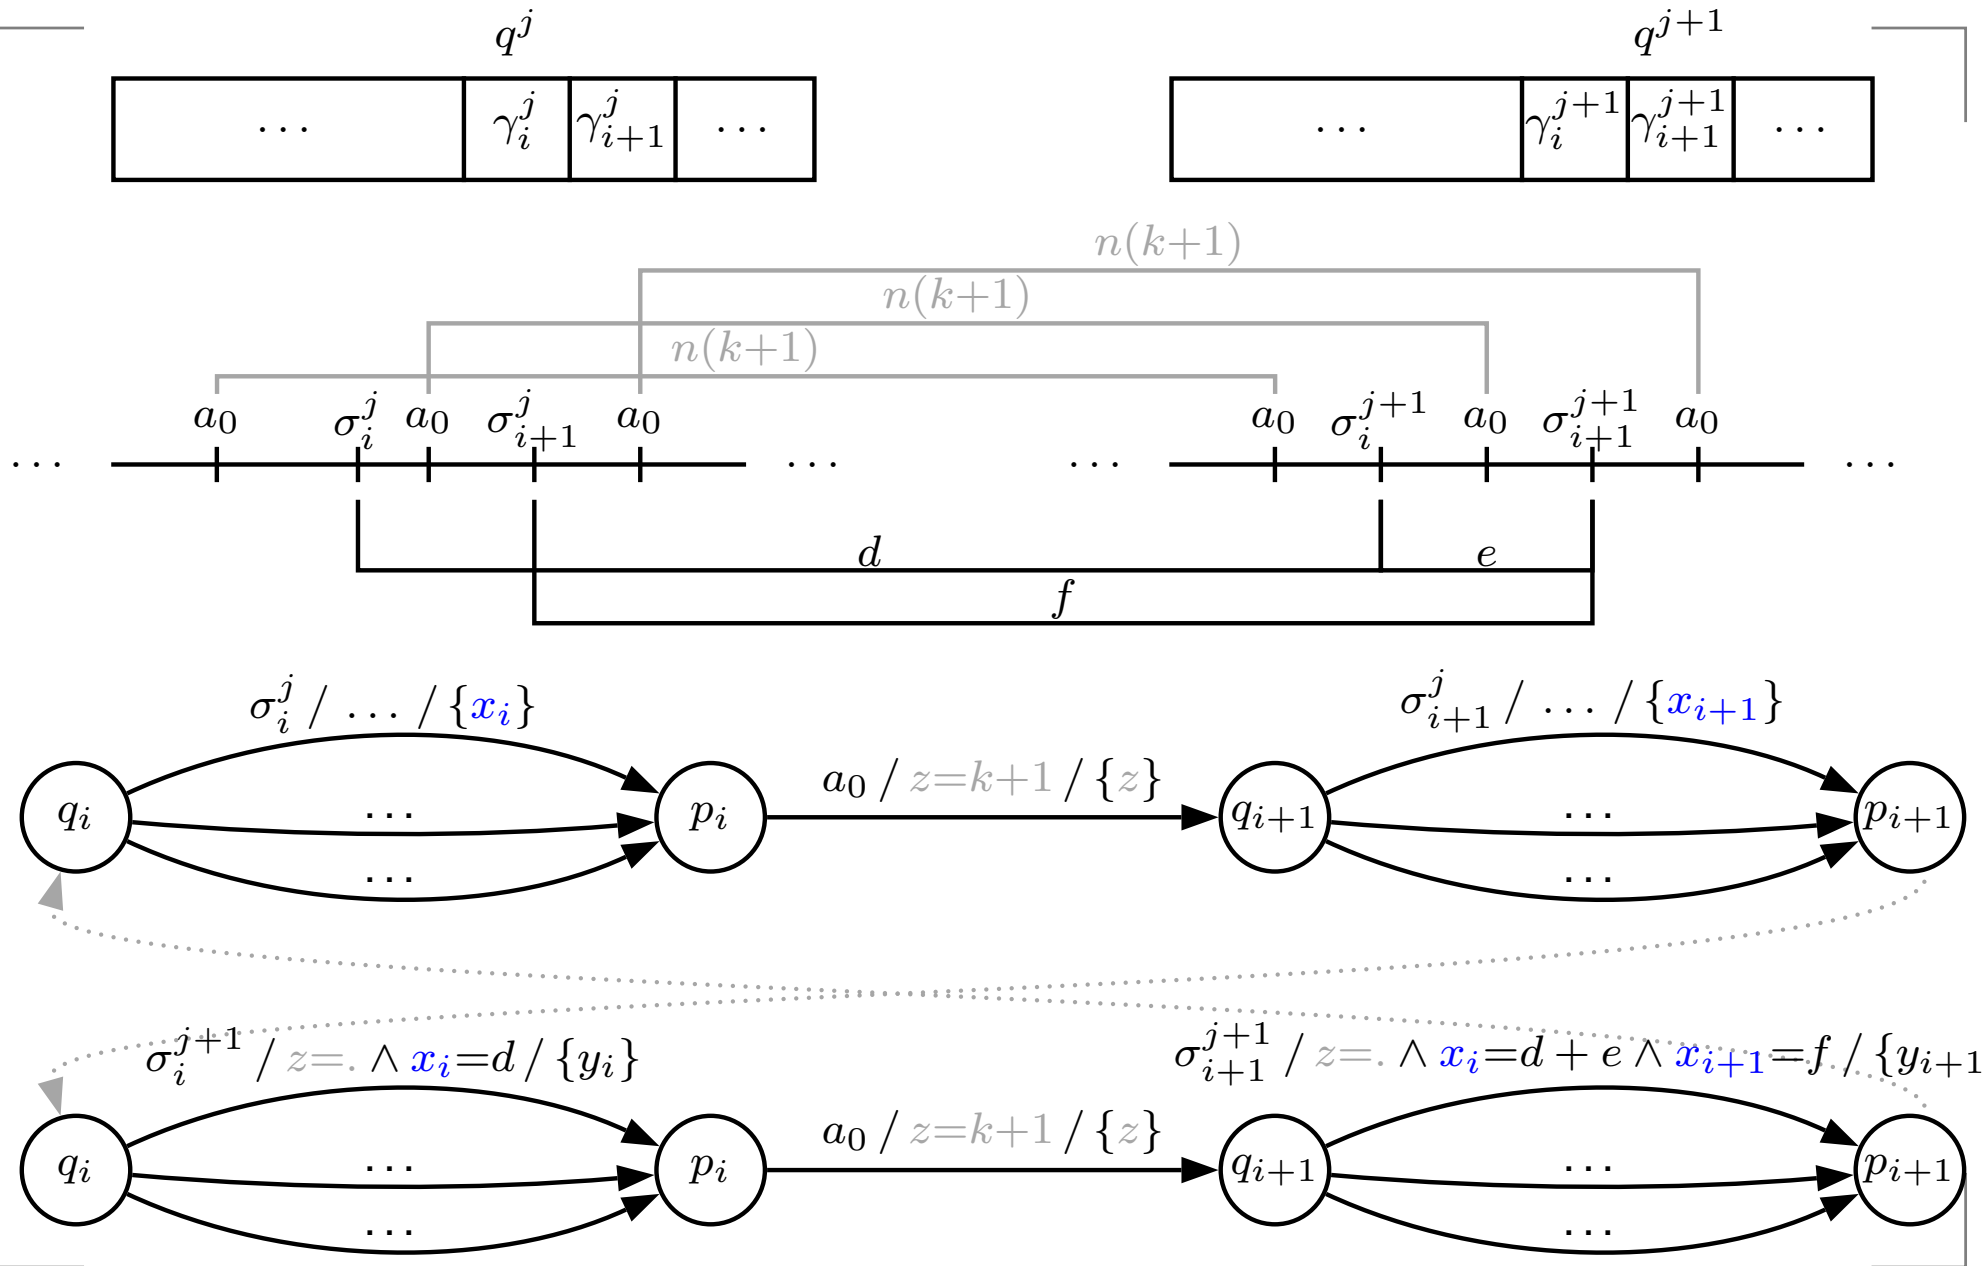 q^j q^{j+1}
⋯ γ_i^j γ_{i+1}^j ⋯ ⋯ γ_i^{j+1} γ_{i+1}^{j+1} ⋯
n(k+1)
n(k+1)
n(k+1)
a_0 σ_i^j a_0 σ_{i+1}^j a_0 a_0 σ_i^{j+1} a_0 σ_{i+1}^{j+1} a_0
⋯ ⋯ ⋯ ⋯
d e
f
σ_i^j / … / {x_i} σ_{i+1}^j / … / {x_{i+1}}
a_0 / z=k+1 / {z}
q_i ⋯ p_i q_{i+1} ⋯ p_{i+1}
⋯ ⋯
σ_i^{j+1} / z=. ∧ x_i=d / {y_i} σ_{i+1}^{j+1} / z=. ∧ x_i=d + e ∧ x_{i+1}=f / {y_{i+1}
a_0 / z=k+1 / {z}
q_i ⋯ p_i q_{i+1} ⋯ p_{i+1}
⋯ ⋯